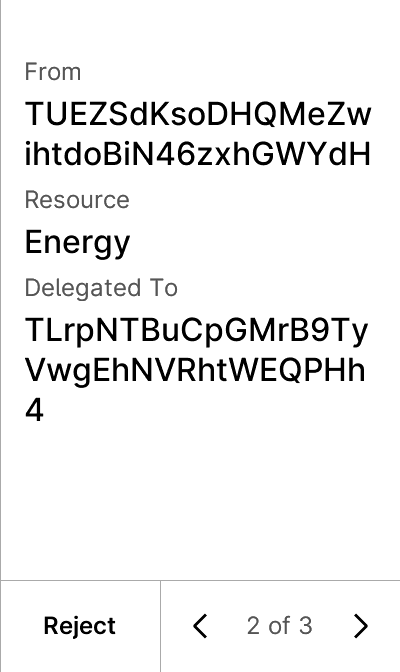 From
TUEZSdKsoDHQMeZw
ihtdoBiN46zxhGWYdH
Resource
Energy
Delegated To
TLrpNTBuCpGMrB9Ty
VwgEhNVRhtWEQPHh
4
Reject
2 of 3